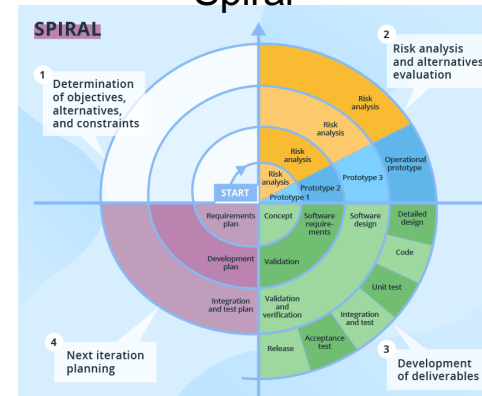 Spiral
SPIRAL
1
Determination
of objectives,
alternatives,
and constraints
2
Risk analysis
and alternatives
evaluation
Risk
analysis
Risk
analysis
Risk
analysis
Risk
analysis
Operational
prototype
Prototype 3
Prototype 2
Prototype 1
START
Requirements
plan
Concept
Software
require-
ments
Software
design
Detailed
design
Code
Development
plan
Validation
Unit test
Integration
and test plan
Validation
and
verification
Integration
and test
Acceptance
test
Release
4
Next iteration
planning
3
Development
of deliverables